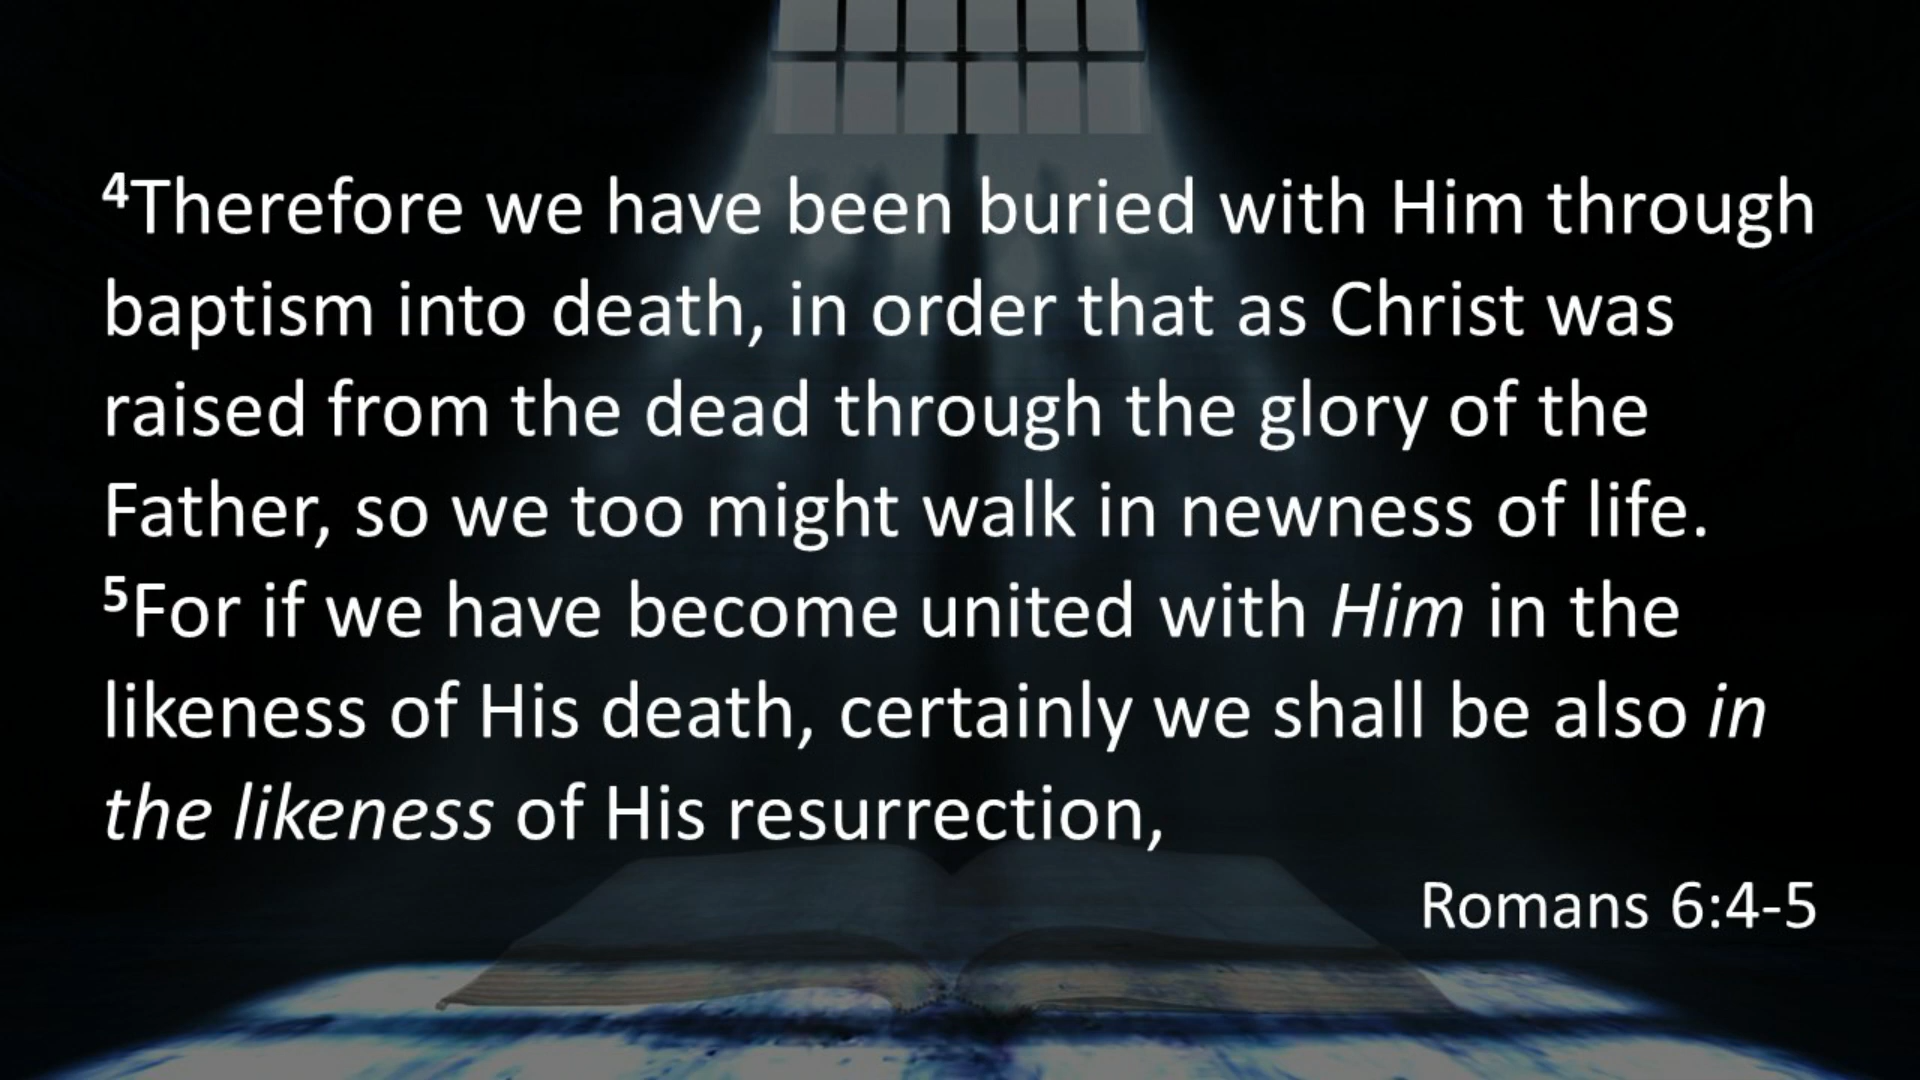 ⁴Therefore we have been buried with Him through
baptism into death, in order that as Christ was
raised from the dead through the glory of the
Father, so we too might walk in newness of life.
⁵For if we have become united with Him in the
likeness of His death, certainly we shall be also in
the likeness of His resurrection,
Romans 6:4-5